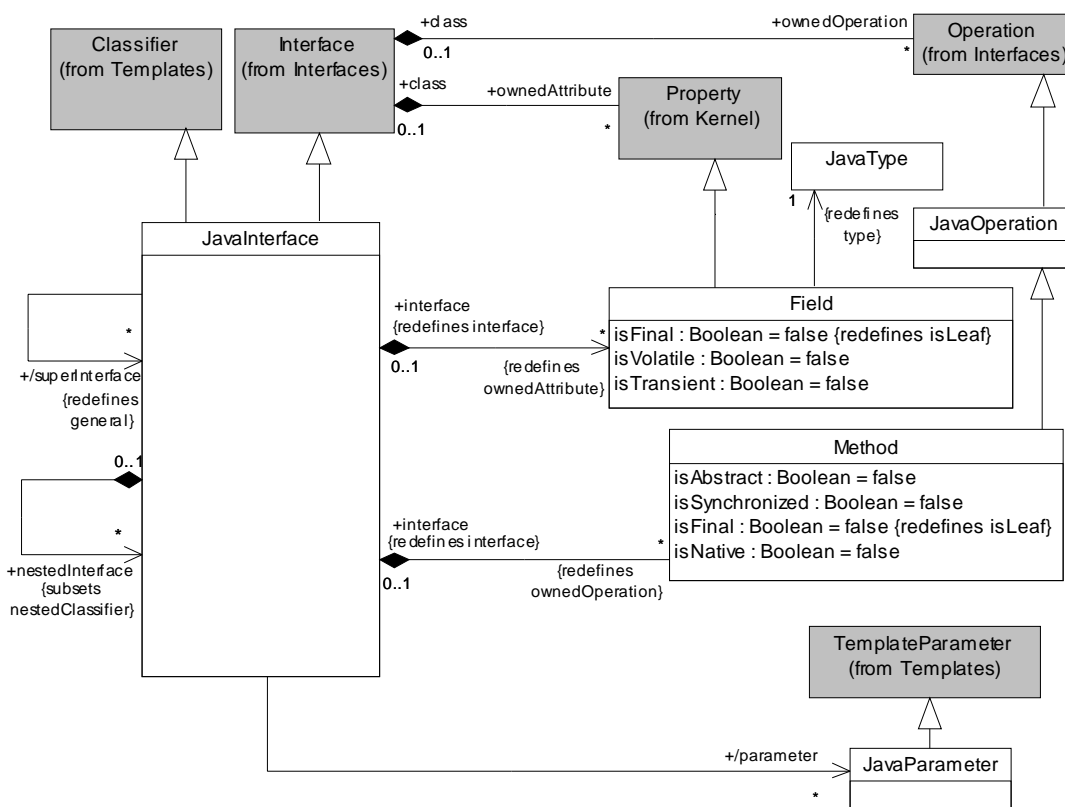 +class
+ownedOperation
0..1
*
Classifier
(from Templates)
Interface
(from Interfaces)
Operation
(from Interfaces)
+class
+ownedAttribute
0..1
*
Property
(from Kernel)
JavaType
1
{redefines
type}
JavaOperation
JavaInterface
*
+/superInterface
{redefines
general}
+interface
{redefines interface}
0..1
*
{redefines
ownedAttribute}
Field
isFinal : Boolean = false {redefines isLeaf}
isVolatile : Boolean = false
isTransient : Boolean = false
0..1
*
+nestedInterface
{subsets
nestedClassifier}
+interface
{redefines interface}
0..1
*
{redefines
ownedOperation}
Method
isAbstract : Boolean = false
isSynchronized : Boolean = false
isFinal : Boolean = false {redefines isLeaf}
isNative : Boolean = false
TemplateParameter
(from Templates)
+/parameter
*
JavaParameter